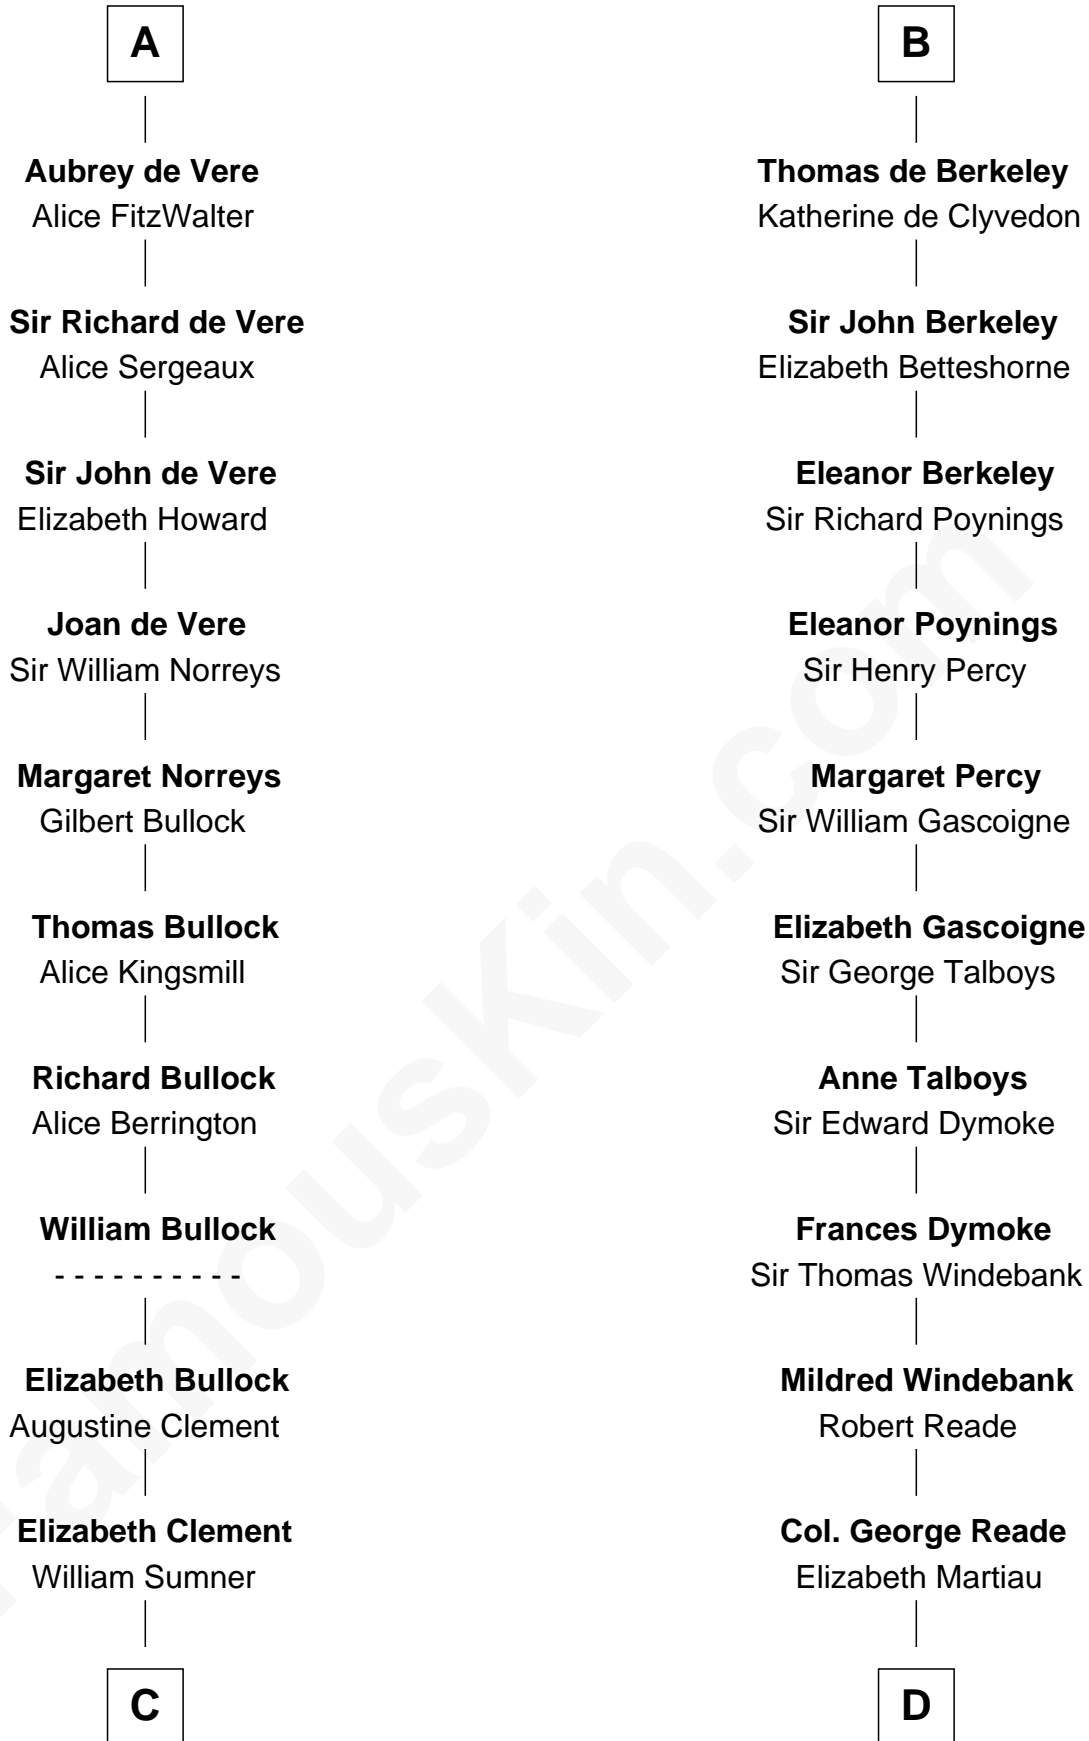 A
Aubrey de Vere
Alice FitzWalter
Sir Richard de Vere
Alice Sergeaux
Sir John de Vere
Elizabeth Howard
Joan de Vere
Sir William Norreys
Margaret Norreys
Gilbert Bullock
Thomas Bullock
Alice Kingsmill
Richard Bullock
Alice Berrington
William Bullock
- - - - - - - - - -
Elizabeth Bullock
Augustine Clement
Elizabeth Clement
William Sumner
C
B
Thomas de Berkeley
Katherine de Clyvedon
Sir John Berkeley
Elizabeth Betteshorne
Eleanor Berkeley
Sir Richard Poynings
Eleanor Poynings
Sir Henry Percy
Margaret Percy
Sir William Gascoigne
Elizabeth Gascoigne
Sir George Talboys
Anne Talboys
Sir Edward Dymoke
Frances Dymoke
Sir Thomas Windebank
Mildred Windebank
Robert Reade
Col. George Reade
Elizabeth Martiau
D
FamousKin.com